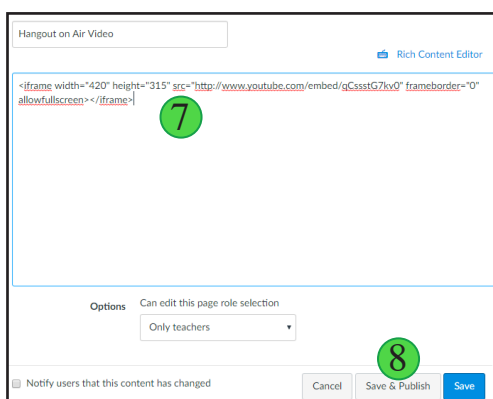 Hangout on Air Video
Rich Content Editor
<iframe width="420" height="315" src="http://www.youtube.com/embed/qCssstG7kv0" frameborder="0"
allowfullscreen></iframe>
7
Options Can edit this page role selection
Only teachers
8
Notify users that this content has changed Cancel Save & Publish Save